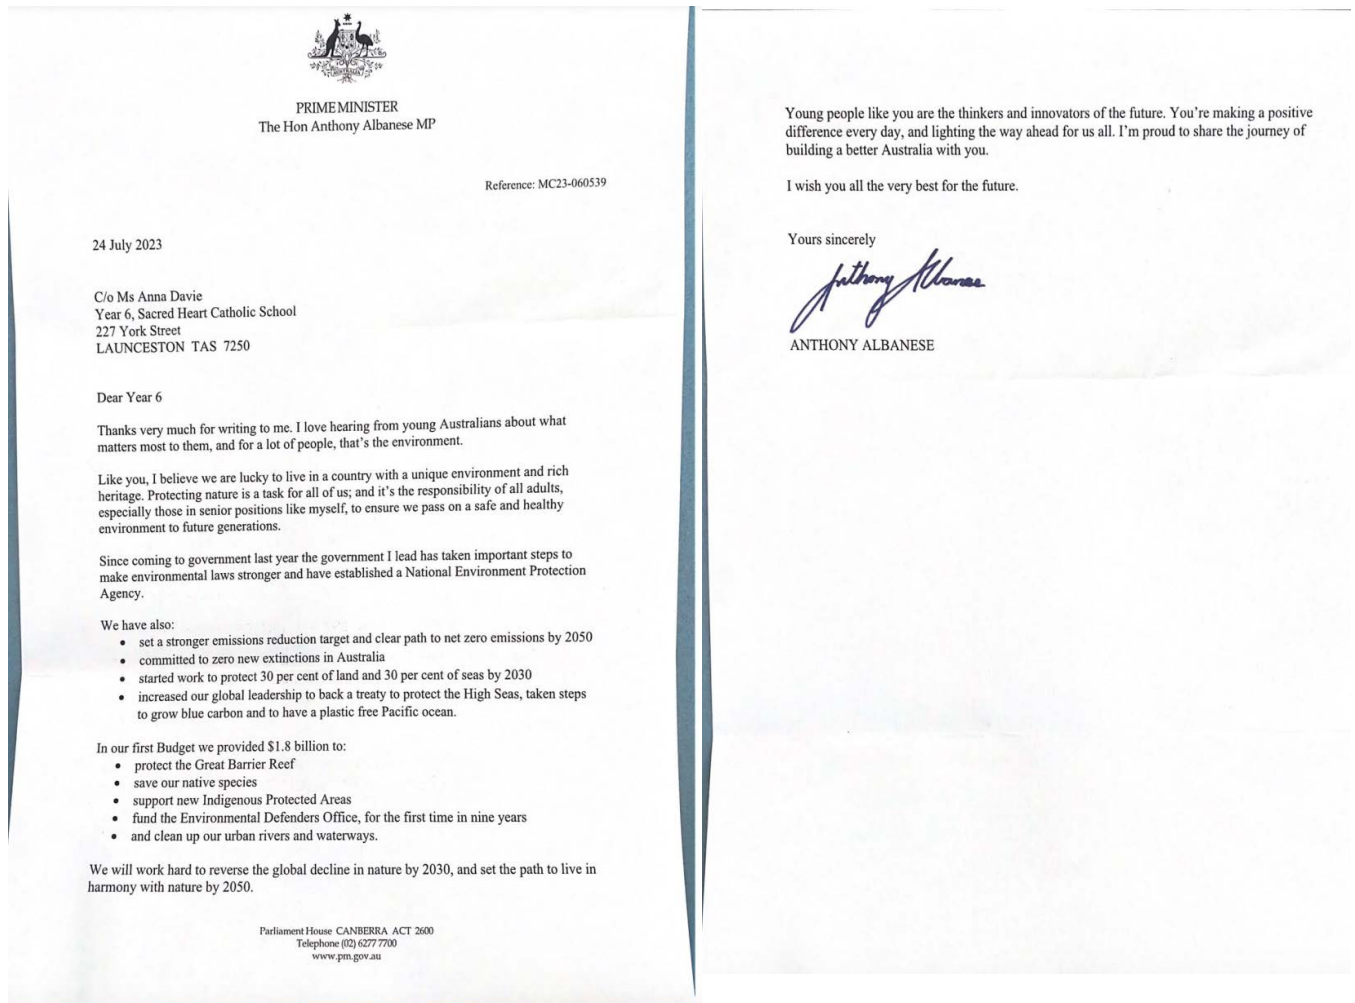 PRIME MINISTER
The Hon Anthony Albanese MP
Reference: MC23-060539
24 July 2023
C/o Ms Anna Davie
Year 6, Sacred Heart Catholic School
227 York Street
LAUNCESTON TAS 7250
Dear Year 6
Thanks very much for writing to me. I love hearing from young Australians about what
matters most to them, and for a lot of people, that's the environment.
Like you, I believe we are lucky to live in a country with a unique environment and rich
heritage. Protecting nature is a task for all of us; and it's the responsibility of all adults,
especially those in senior positions like myself, to ensure we pass on a safe and healthy
environment to future generations.
Since coming to government last year the government I lead has taken important steps to
make environmental laws stronger and have established a National Environment Protection
Agency.
We have also:
• set a stronger emissions reduction target and clear path to net zero emissions by 2050
• committed to zero new extinctions in Australia
• started work to protect 30 per cent of land and 30 per cent of seas by 2030
• increased our global leadership to back a treaty to protect the High Seas, taken steps
to grow blue carbon and to have a plastic free Pacific ocean.
In our first Budget we provided $1.8 billion to:
• protect the Great Barrier Reef
• save our native species
• support new Indigenous Protected Areas
• fund the Environmental Defenders Office, for the first time in nine years
• and clean up our urban rivers and waterways.
We will work hard to reverse the global decline in nature by 2030, and set the path to live in
harmony with nature by 2050.
Parliament House CANBERRA ACT 2600
Telephone (02) 6277 7700
www.pm.gov.au
Young people like you are the thinkers and innovators of the future. You're making a positive
difference every day, and lighting the way ahead for us all. I'm proud to share the journey of
building a better Australia with you.
I wish you all the very best for the future.
Yours sincerely
Anthony Albanese
ANTHONY ALBANESE